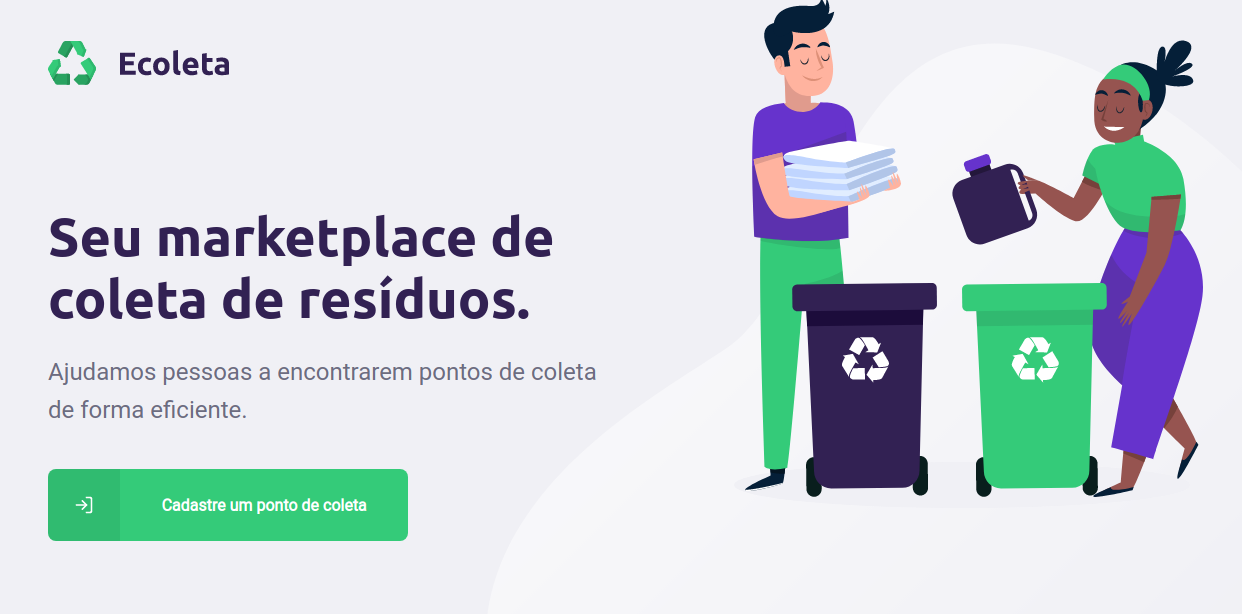 Ecoleta
Seu marketplace de
coleta de resíduos.
Ajudamos pessoas a encontrarem pontos de coleta
de forma eficiente.
Cadastre um ponto de coleta